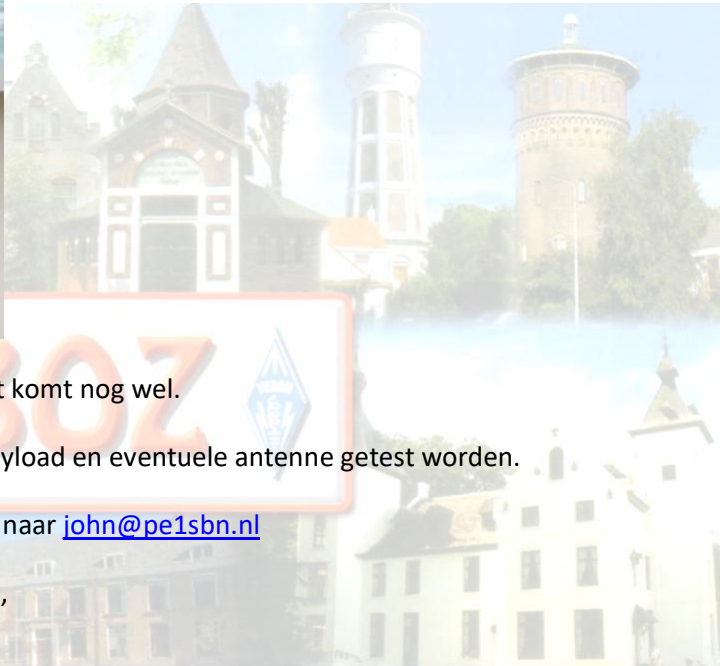 BOZ
t komt nog wel.
yload en eventuele antenne getest worden.
naar john@pe1sbn.nl
,